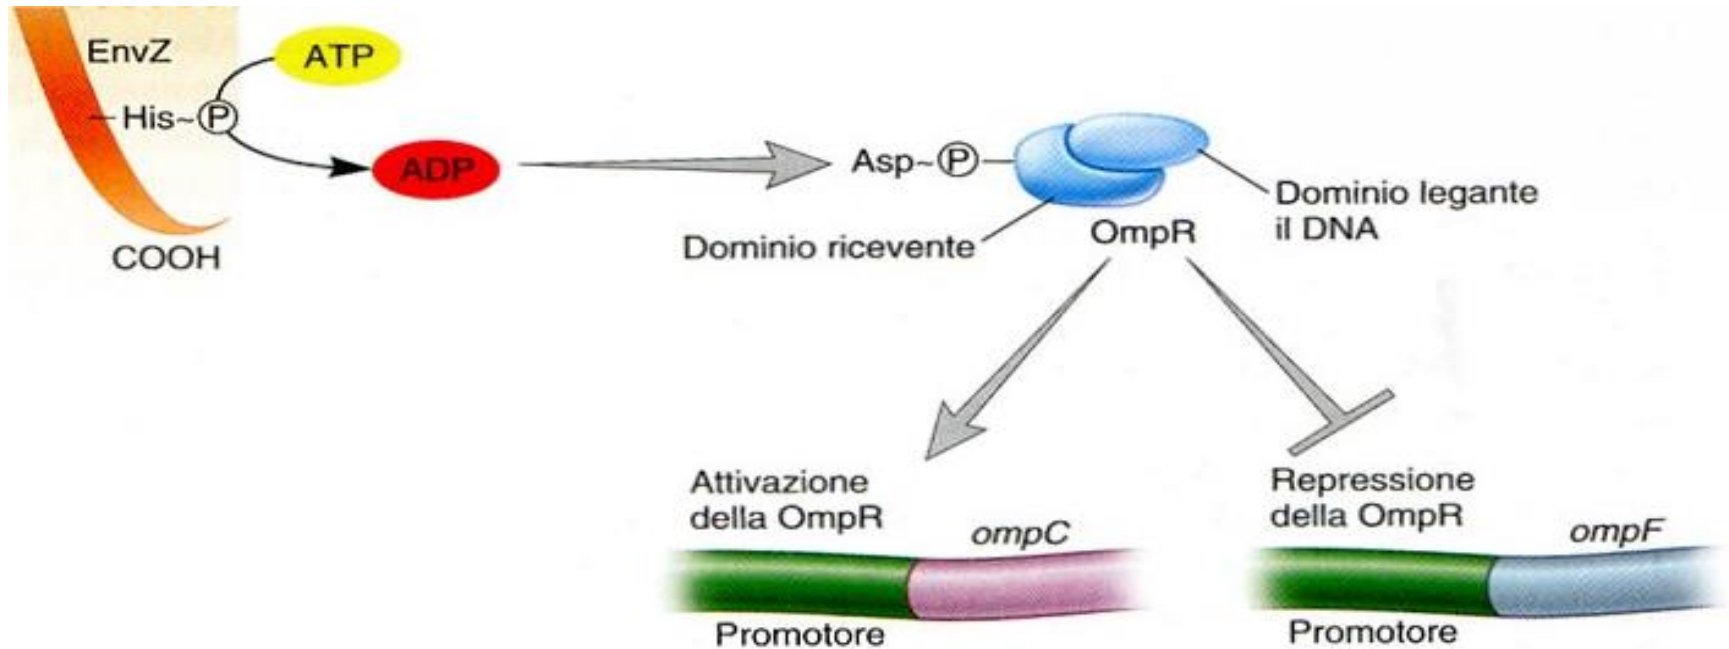 EnvZ
ATP
His~P
ADP
COOH
Asp~P
Dominio ricevente
OmpR
Dominio legante
il DNA
Attivazione
della OmpR
ompC
Promotore
Repressione
della OmpR
ompF
Promotore